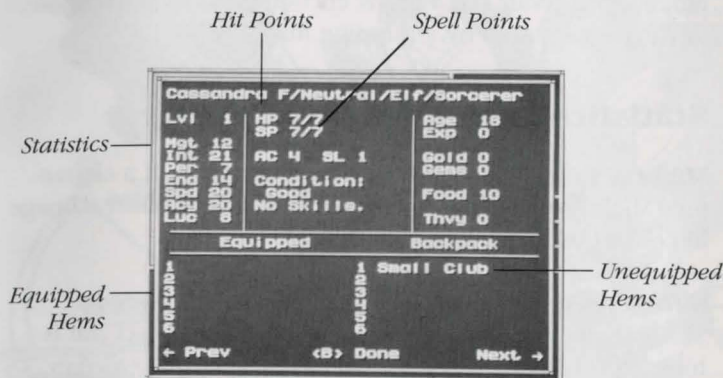 Hit Points
Spell Points
Cassandra F/Neutral/Elf/Sorcerer
Lvl 1
Mgt 12
Int 21
Per 7
End 14
Spd 20
Acy 20
Luc 8
HP 7/7
SP 7/7
AC 4 SL 1
Condition:
Good
No Skills.
Age 18
Exp 0
Gold 0
Gems 0
Food 10
Thvy 0
Statistics
Equipped
Backpack
1
2
3
4
5
6
1 Small Club
2
3
4
5
6
Equipped
Hems
Unequipped
Hems
← Prev
<B> Done
Next →